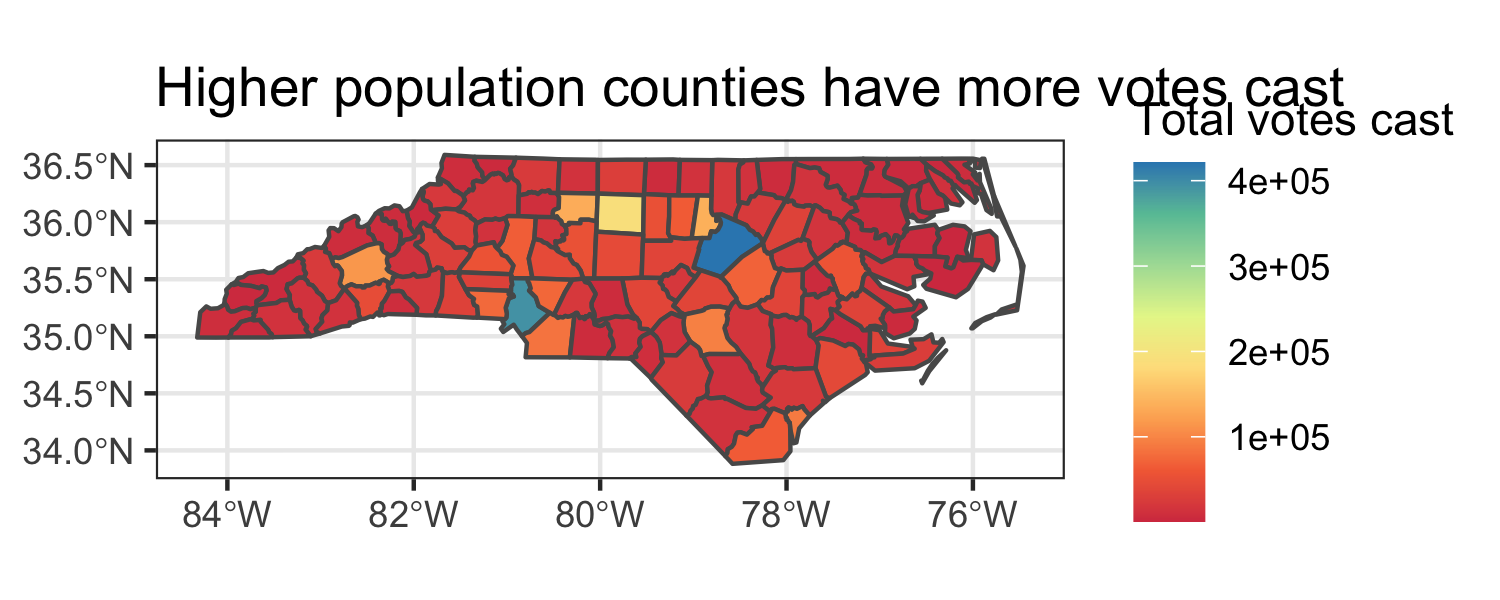 Higher population counties have more votes cast
Total votes cast
36.5°N
36.0°N
35.5°N
35.0°N
34.5°N
34.0°N
84°W
82°W
80°W
78°W
76°W
4e+05
3e+05
2e+05
1e+05